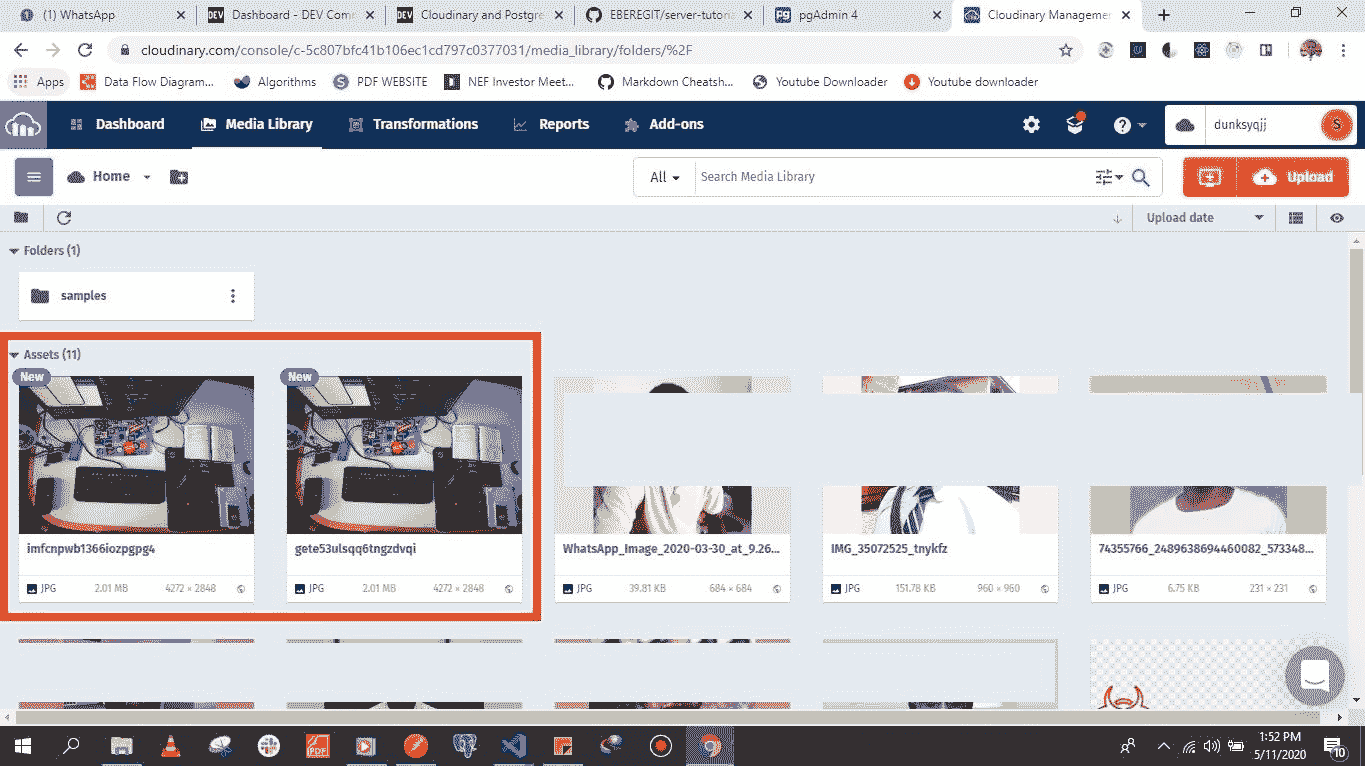 (1) WhatsApp
DEV Dashboard - DEV Com
DEV Cloudinary and Postgre
EBEREGIT/server-tutoria
pgAdmin 4
Cloudinary Managemen
cloudinary.com/console/c-5c807bfc41b106ec1cd797c0377031/media_library/folders/%2F
Apps
Data Flow Diagram...
Algorithms
PDF WEBSITE
NEF Investor Meet...
Markdown Cheatsh...
Youtube Downloader
Youtube downloader
Dashboard
Media Library
Transformations
Reports
Add-ons
dunksyqjj
S
Home
All
Search Media Library
Upload
Upload date
Folders (1)
samples
Assets (11)
New
New
imfcnpwb1366iozpgpg4
gete53ulsqq6tngzdvqi
WhatsApp_Image_2020-03-30_at_9.26...
IMG_35072525_tnykfz
74355766_2489638694460082_573348...
JPG 2.01 MB 4272 × 2848
JPG 2.01 MB 4272 × 2848
JPG 39.81 KB 684 × 684
JPG 151.78 KB 960 × 960
JPG 6.75 KB 231 × 231
PDF
1:52 PM
5/11/2020
10